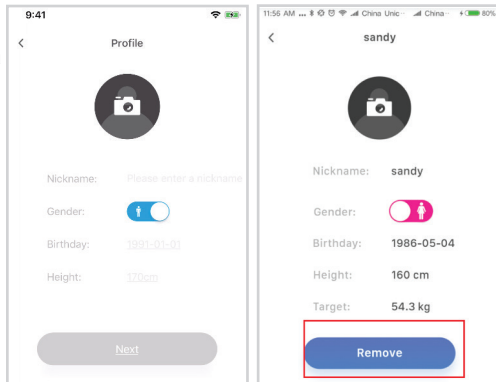 9:41
Profile
Nickname: Please enter a nickname
Gender:
Birthday: 1991-01-01
Height: 170cm
Next
11:56 AM ... China Unic... China... 80%
sandy
Nickname: sandy
Gender:
Birthday: 1986-05-04
Height: 160 cm
Target: 54.3 kg
Remove